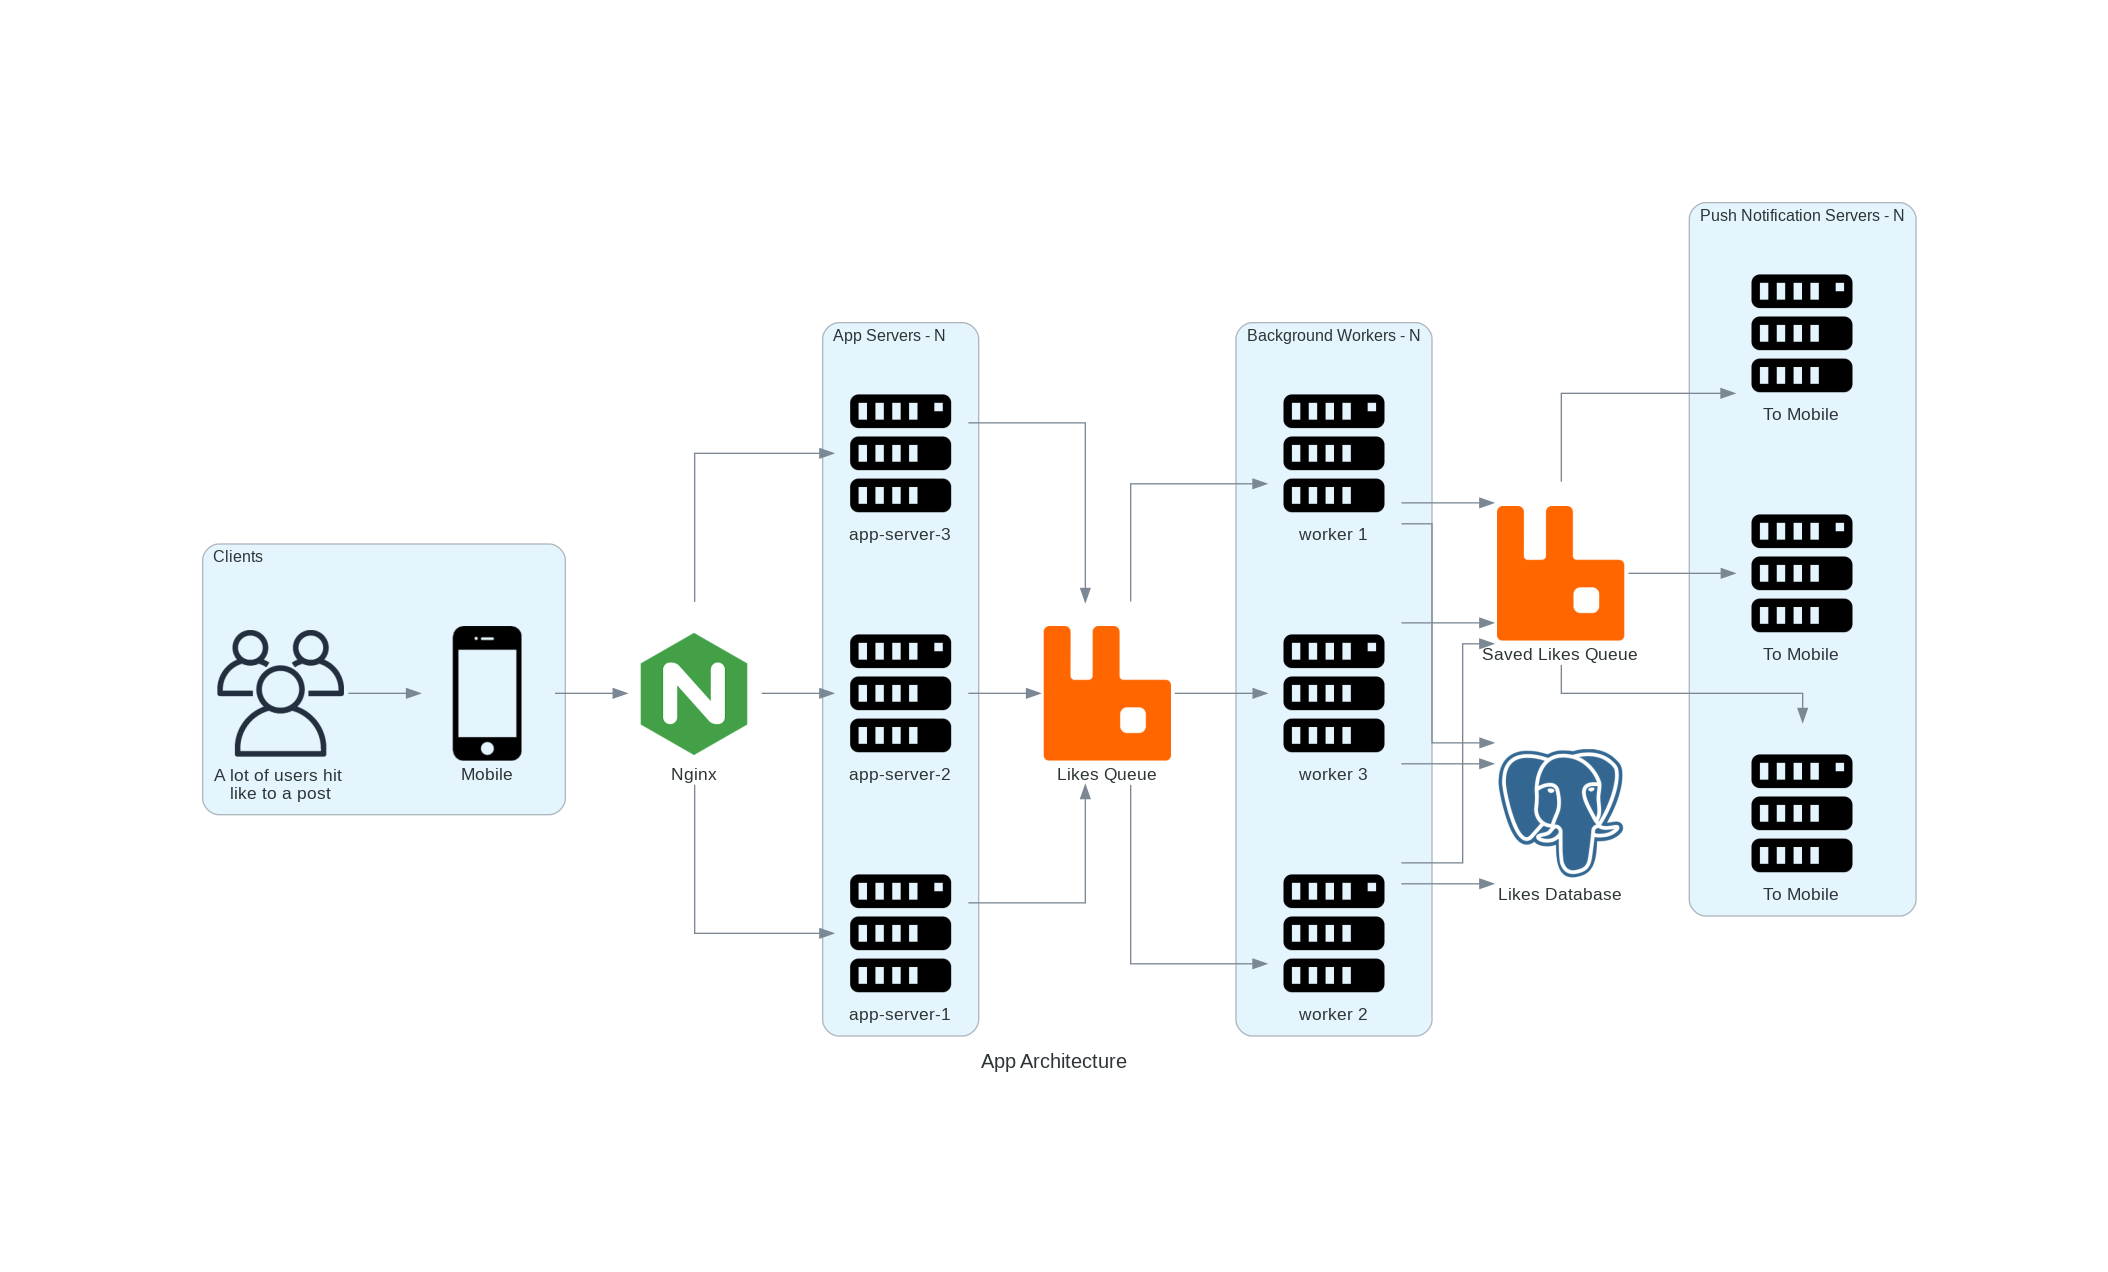 Clients
A lot of users hit
like to a post
Mobile
Nginx
App Servers - N
app-server-3
app-server-2
app-server-1
Likes Queue
Background Workers - N
worker 1
worker 3
worker 2
Saved Likes Queue
Likes Database
Push Notification Servers - N
To Mobile
To Mobile
To Mobile
App Architecture